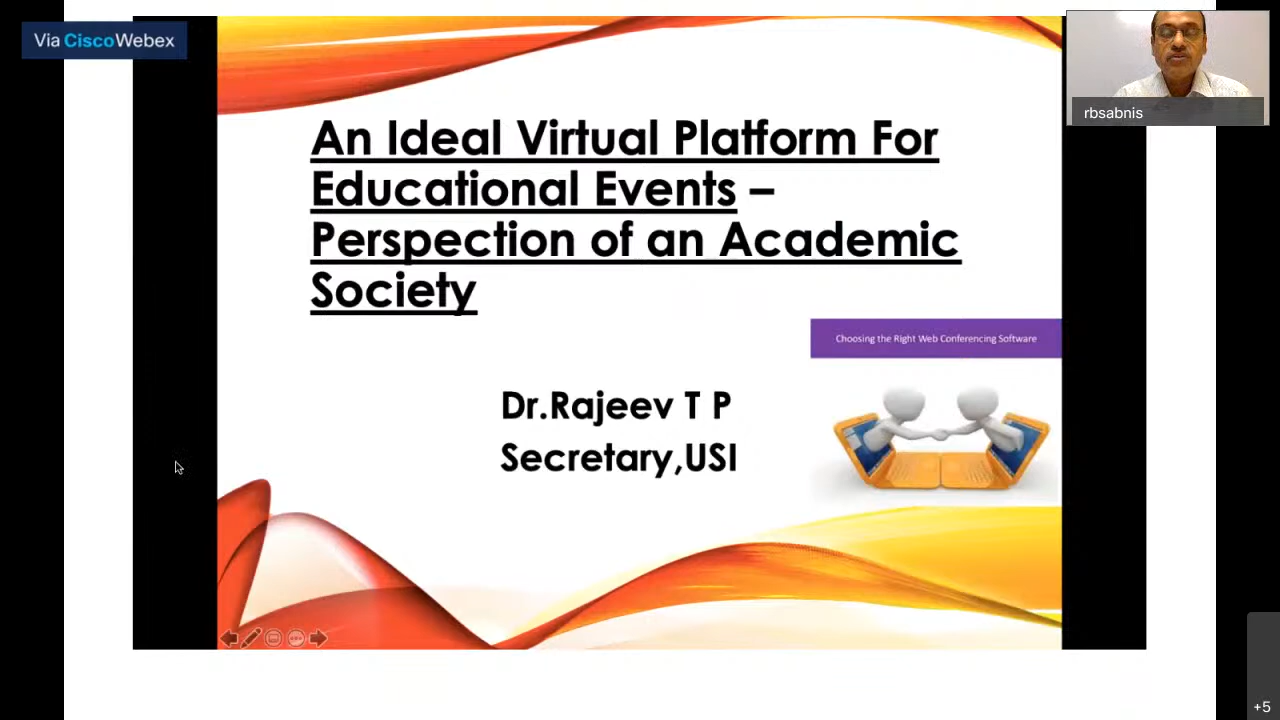 Via CiscoWebex
rbsabnis
An Ideal Virtual Platform For
Educational Events –
Perspection of an Academic
Society
Choosing the Right Web Conferencing Software
Dr.Rajeev T P
Secretary,USI
+5